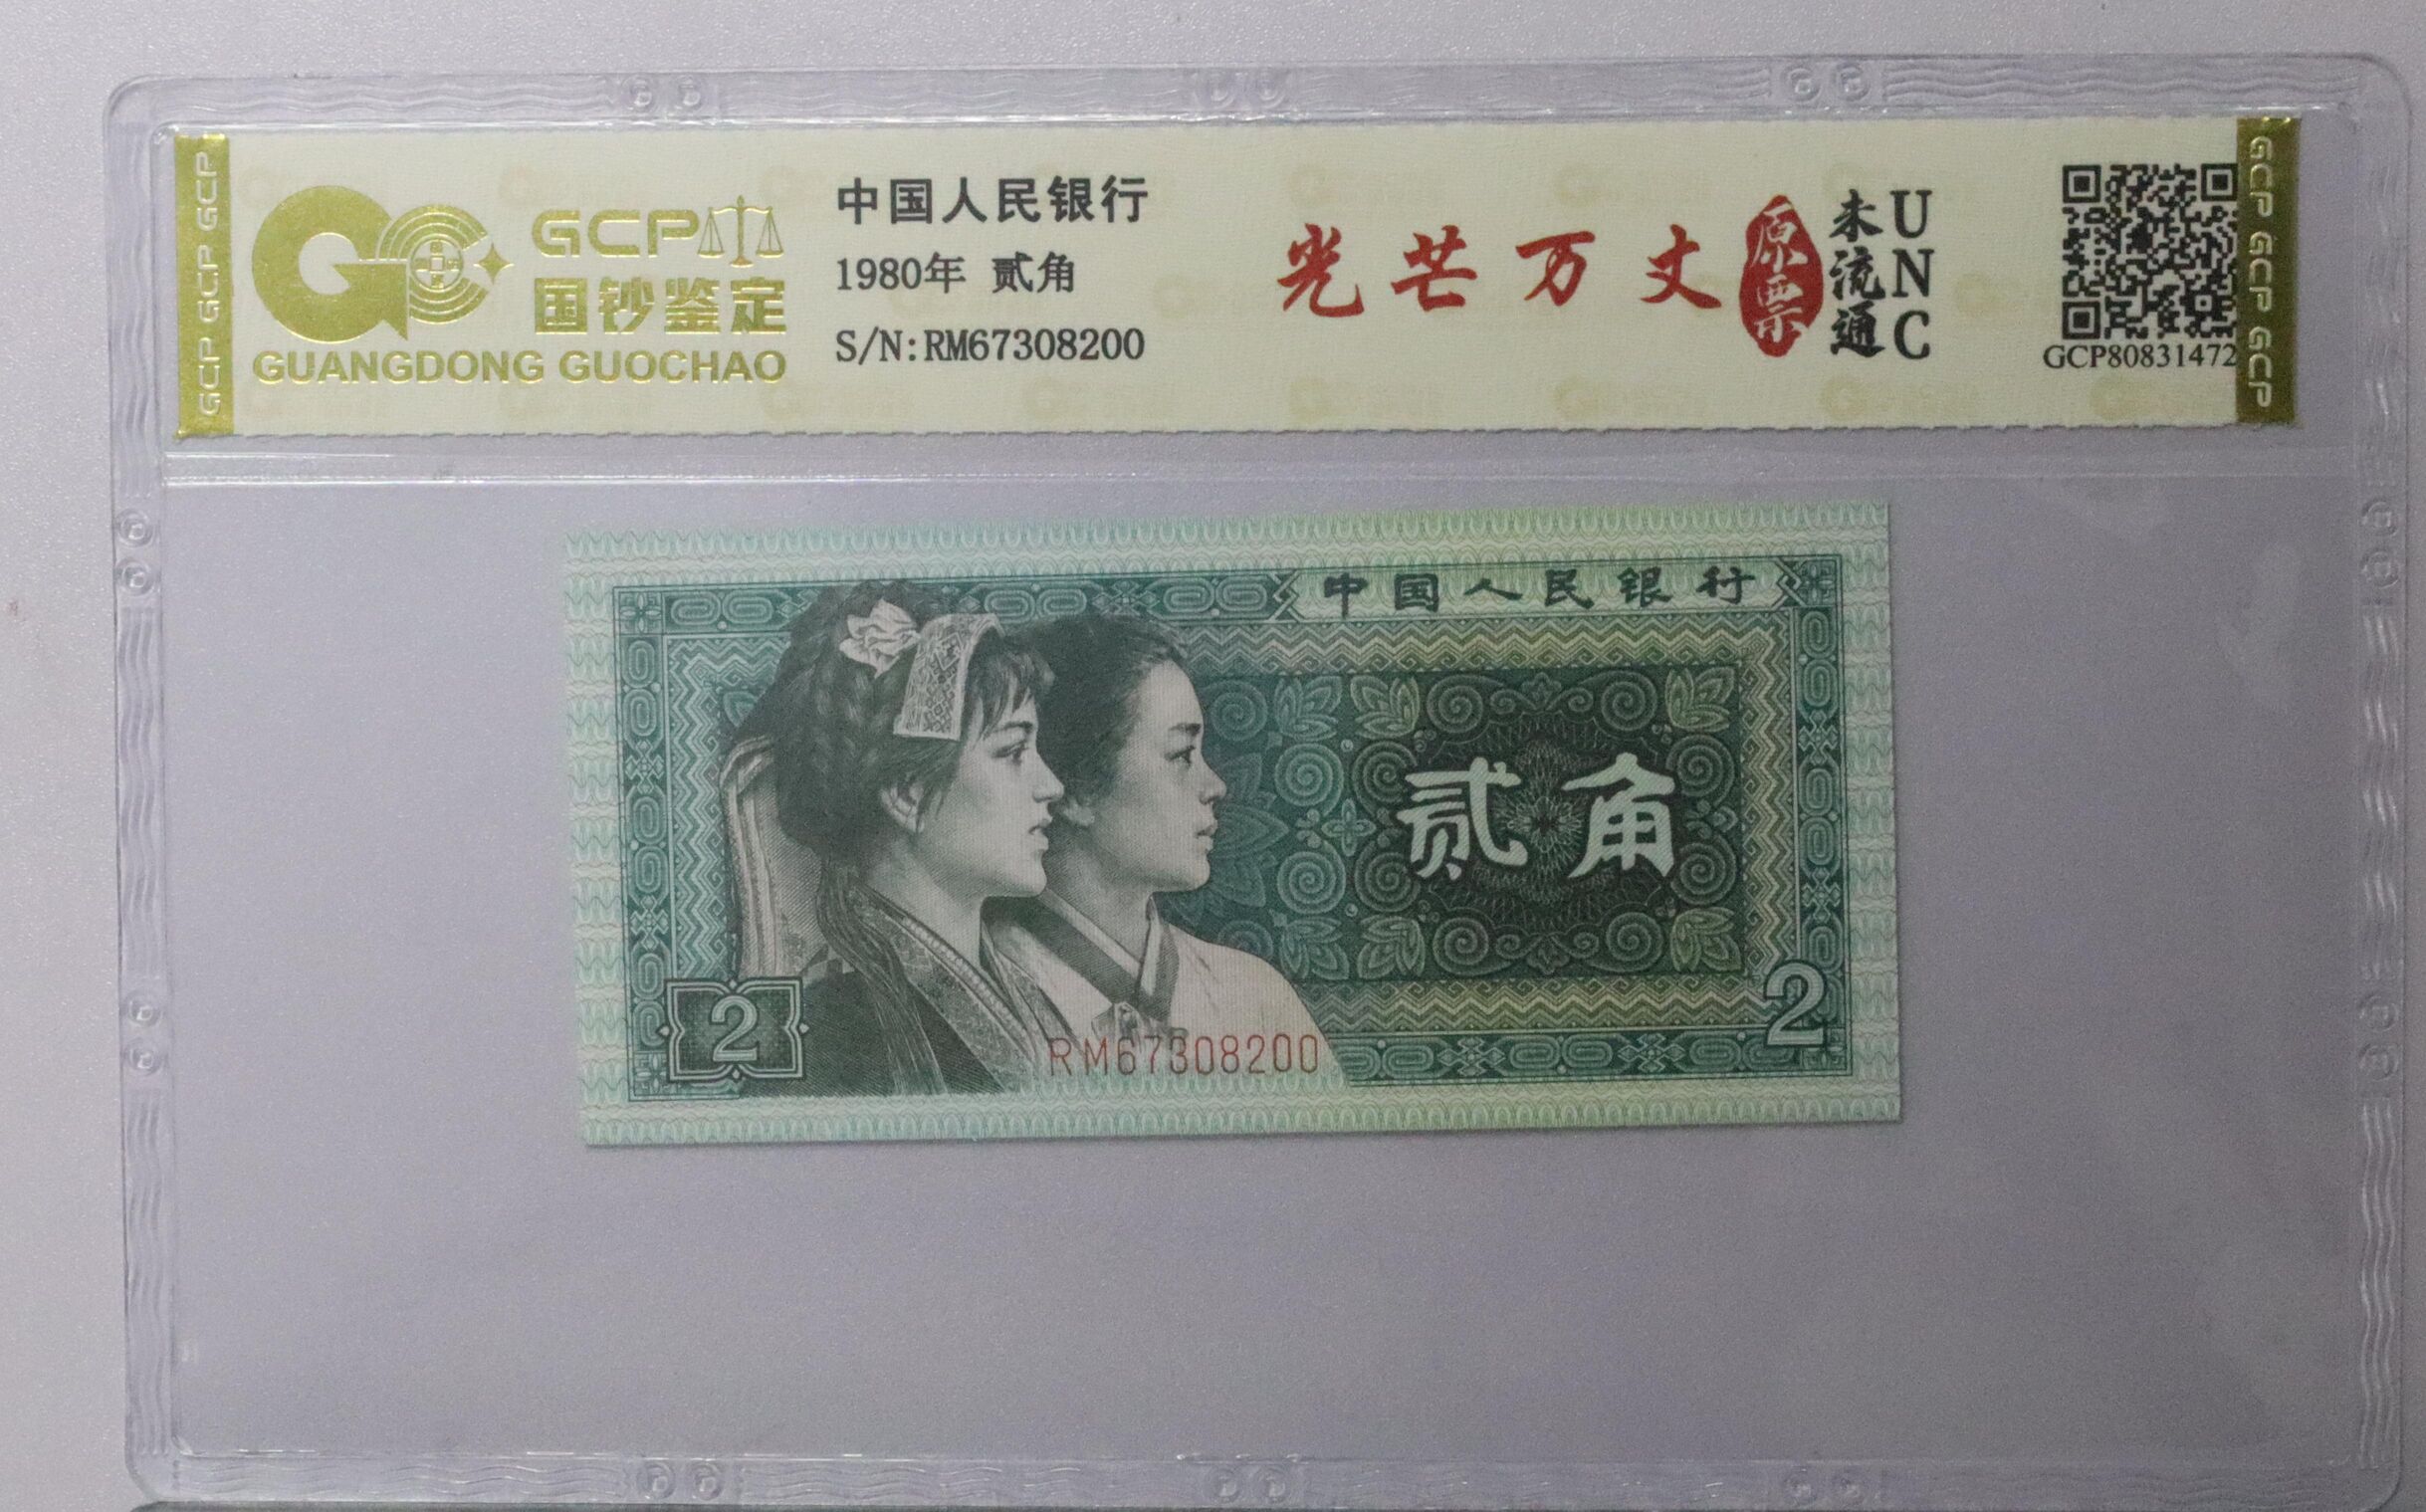 GCP GCP GCP
GCP
国钞鉴定
GUANGDONG GUOCHAO
中国人民银行
1980年 贰角
S/N:RM67308200
光芒万丈
原票
未流通
UNC
GCP80831472
GCP GCP GCP
中国人民银行
贰角
2
2
RM67308200